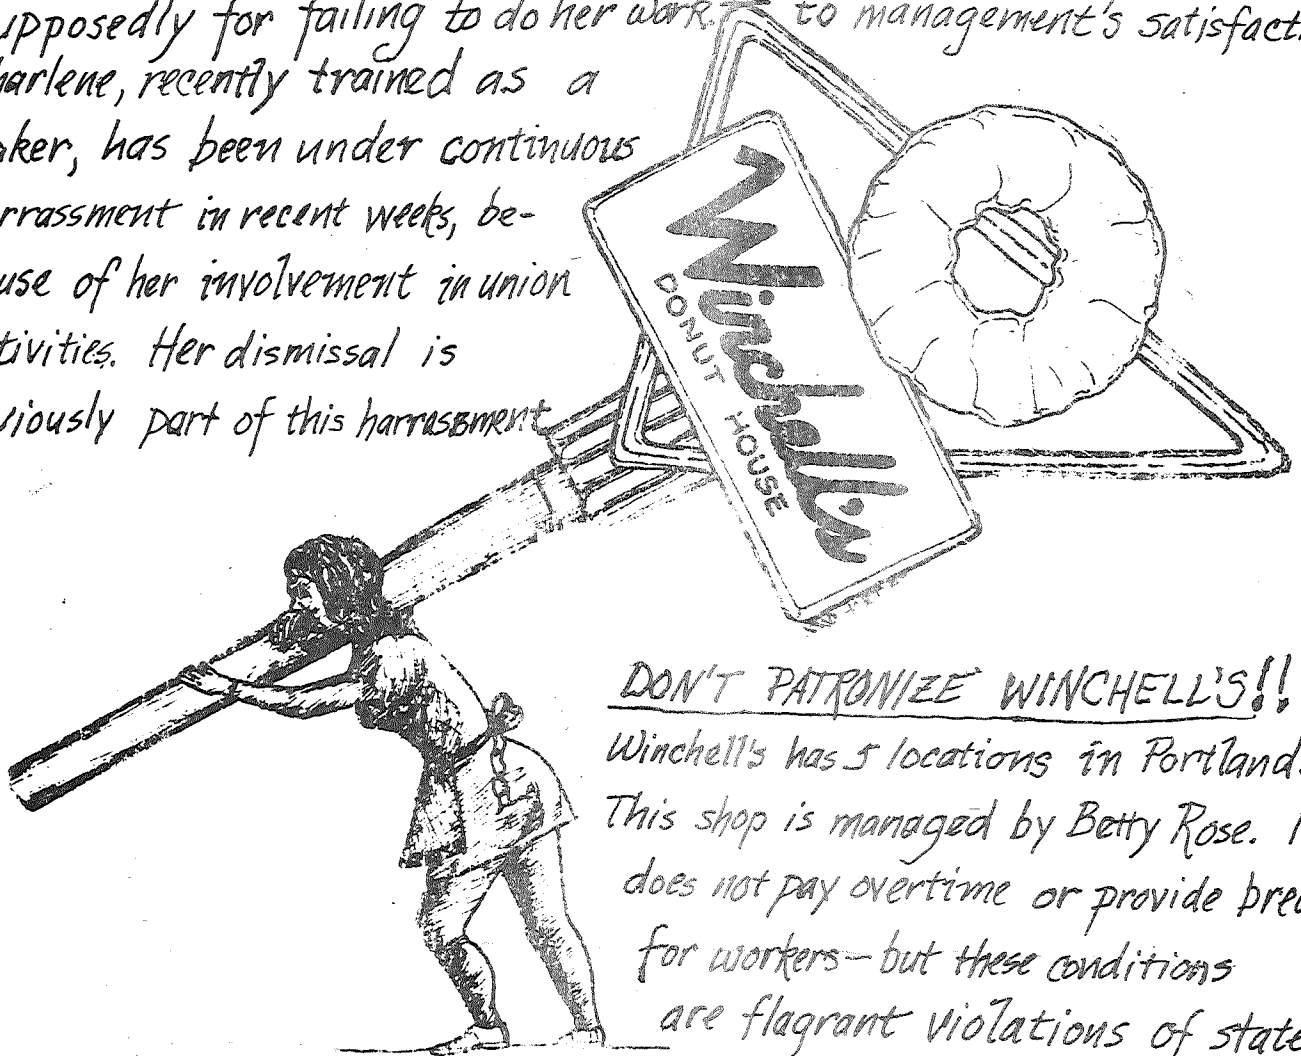 upposedly for failing to do her work to management's satisfact
harlene, recently trained as a
ker, has been under continuous
rrassment in recent weeks, be-
use of her involvement in union
tivities. Her dismissal is
viously part of this harrassment
Winchell's
DONUT HOUSE
DON'T PATRONIZE WINCHELL'S!!
Winchell's has 5 locations in Portland.
This shop is managed by Betty Rose.
does not pay overtime or provide brea
for workers—but these conditions
are flagrant violations of state